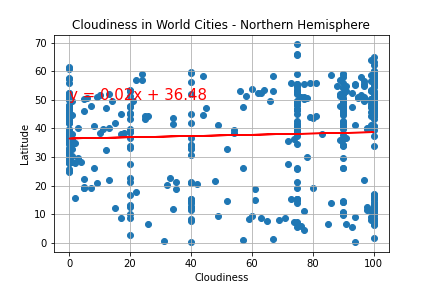 Cloudiness in World Cities - Northern Hemisphere
70
60
50
40
30
20
10
0
Latitude
y = 0.02x + 36.48
0 20 40 60 80 100
Cloudiness